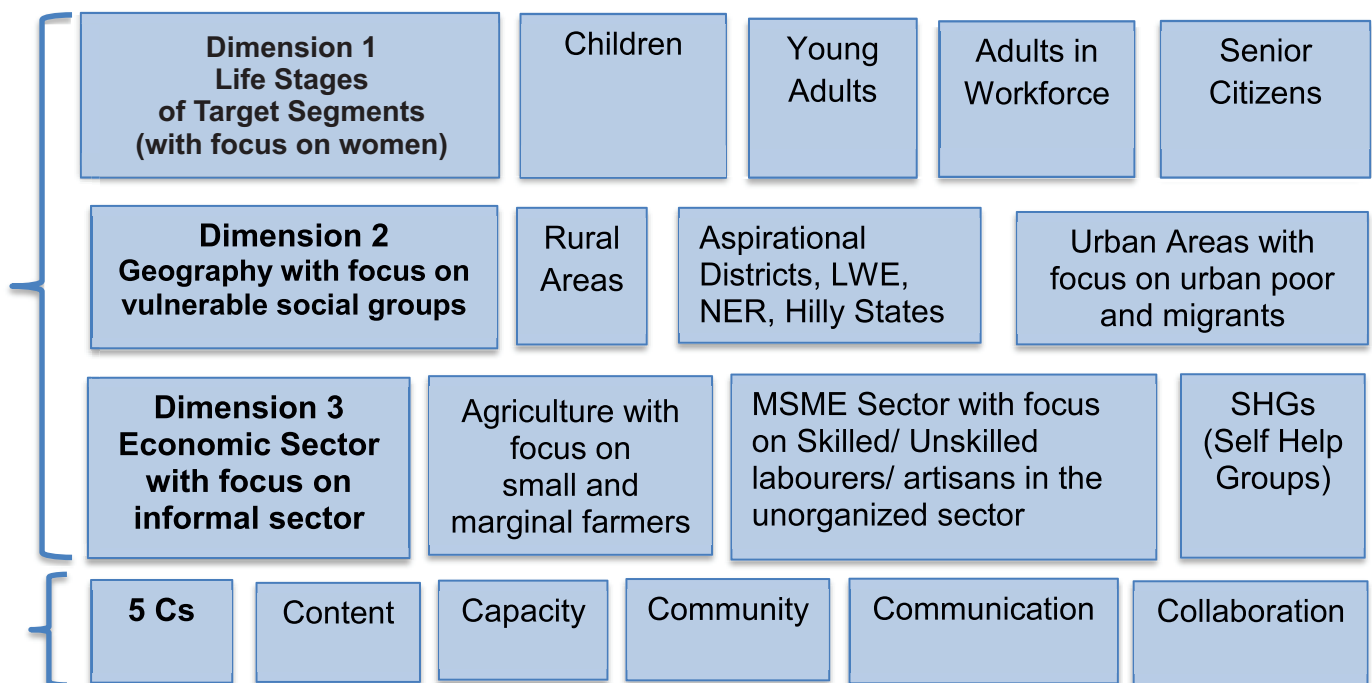 Dimension 1
Life Stages
of Target Segments
(with focus on women)
Children
Young
Adults
Adults in
Workforce
Senior
Citizens
Dimension 2
Geography with focus on
vulnerable social groups
Rural
Areas
Aspirational
Districts, LWE,
NER, Hilly States
Urban Areas with
focus on urban poor
and migrants
Dimension 3
Economic Sector
with focus on
informal sector
Agriculture with
focus on
small and
marginal farmers
MSME Sector with focus
on Skilled/ Unskilled
labourers/ artisans in the
unorganized sector
SHGs
(Self Help
Groups)
5 Cs
Content
Capacity
Community
Communication
Collaboration